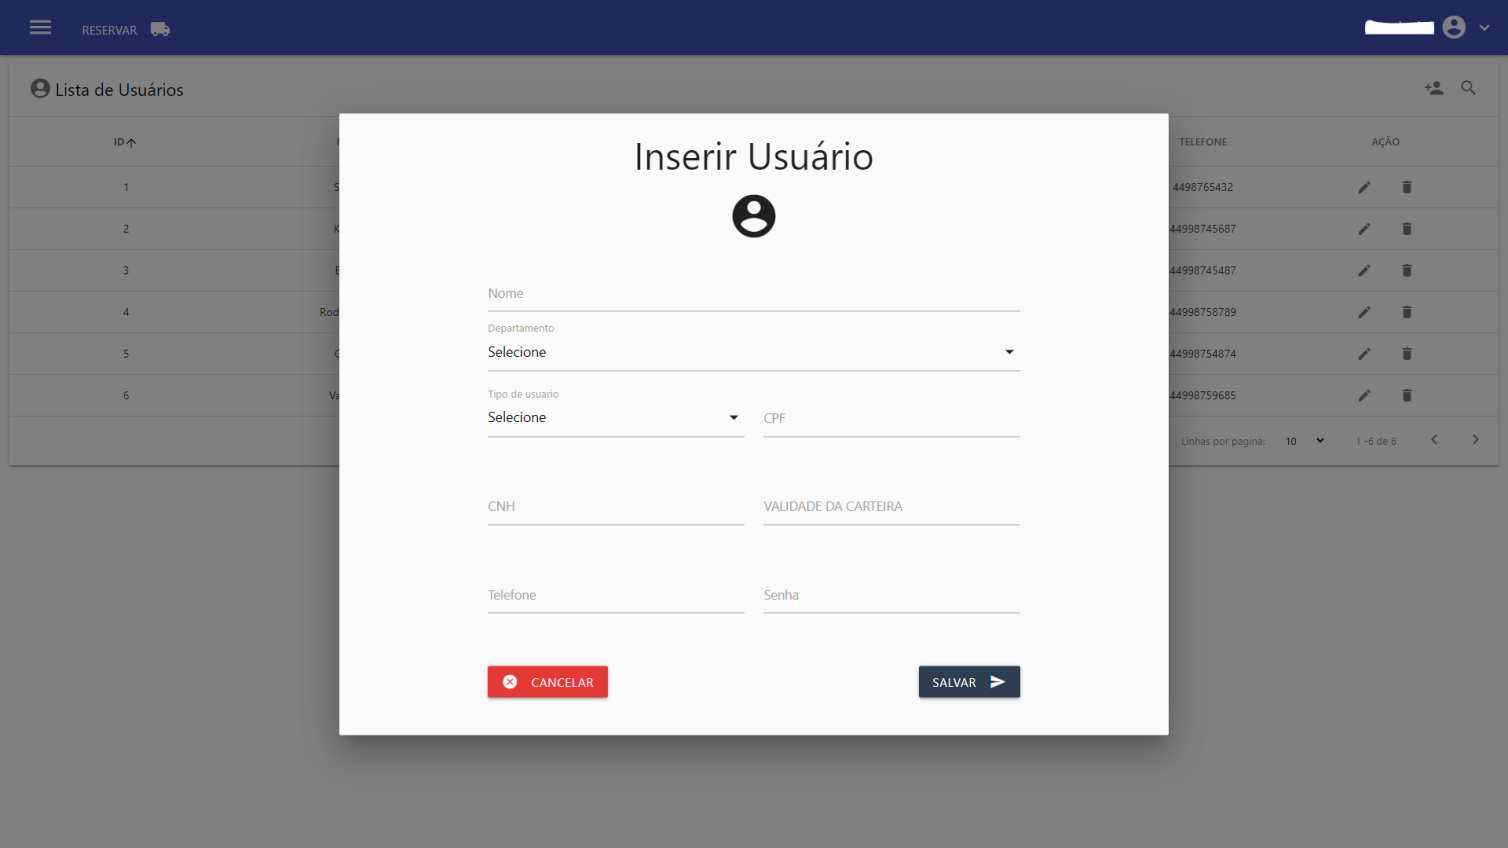 RESERVAR
Lista de Usuários
ID
TELEFONE
AÇÃO
1
4498765432
2
44998745687
3
44998745487
4
Rod
44998758789
5
44998754874
6
Va
44998759685
Linhas por pagina:
10
1 -6 de 6
Inserir Usuário
Nome
Departamento
Selecione
Tipo de usuario
Selecione
CPF
CNH
VALIDADE DA CARTEIRA
Telefone
Senha
CANCELAR
SALVAR